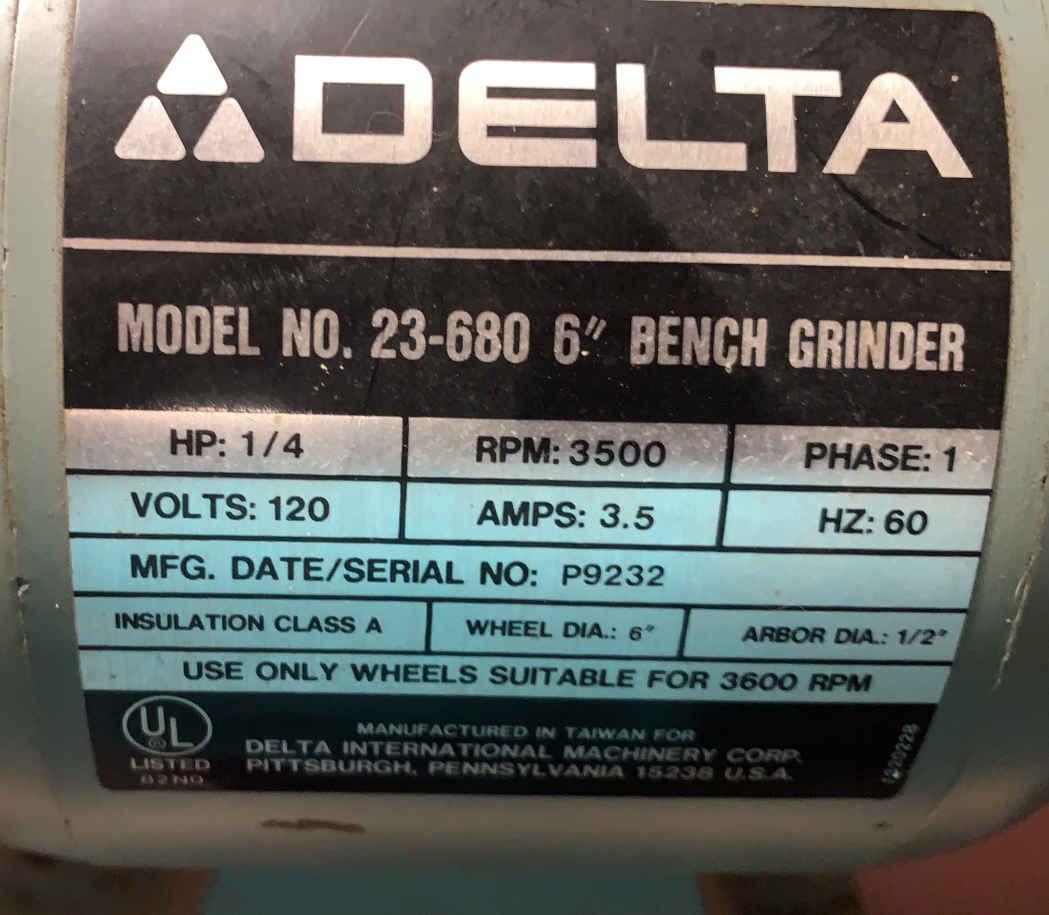 DELTA
MODEL NO. 23-680 6" BENCH GRINDER
HP: 1/4 RPM: 3500 PHASE: 1
VOLTS: 120 AMPS: 3.5 HZ: 60
MFG. DATE/SERIAL NO: P9232
INSULATION CLASS A WHEEL DIA.: 6" ARBOR DIA.: 1/2"
USE ONLY WHEELS SUITABLE FOR 3600 RPM
UL
®
LISTED
82N0
MANUFACTURED IN TAIWAN FOR
DELTA INTERNATIONAL MACHINERY CORP.
PITTSBURGH, PENNSYLVANIA 15238 U.S.A.